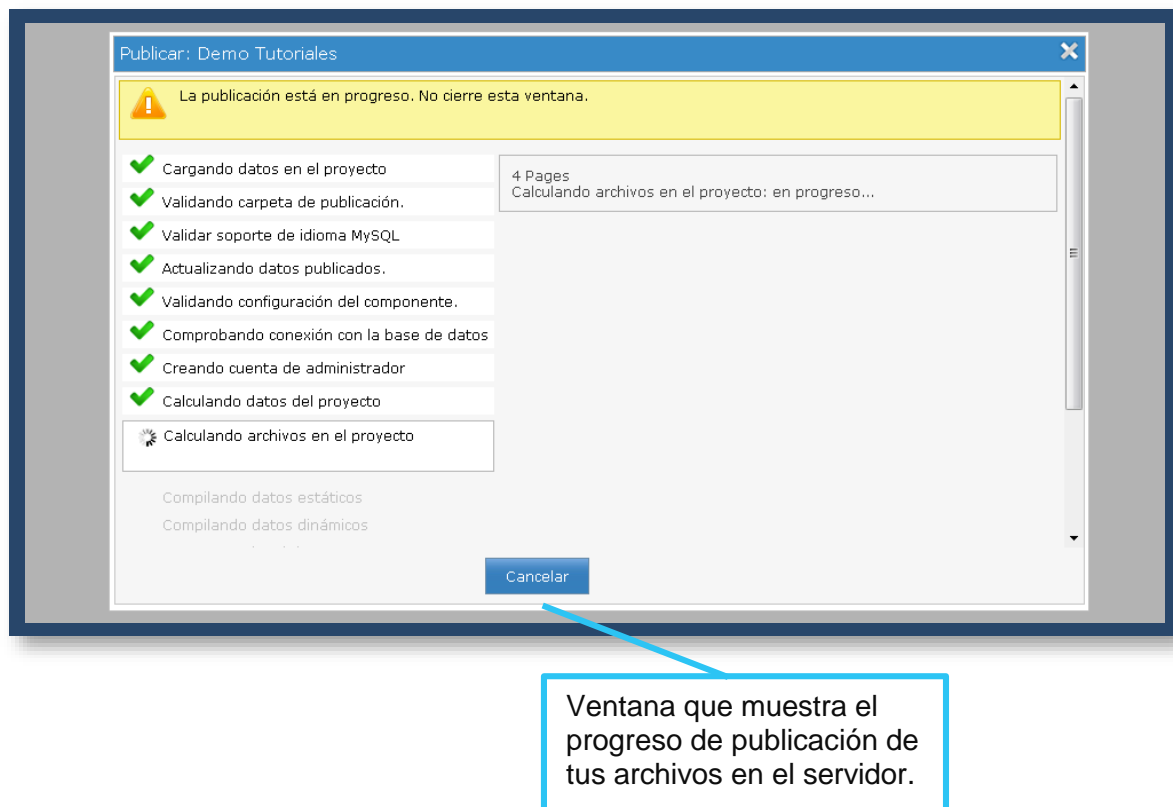 Publicar: Demo Tutoriales
La publicación está en progreso. No cierre esta ventana.
Cargando datos en el proyecto
Validando carpeta de publicación.
Validar soporte de idioma MySQL
Actualizando datos publicados.
Validando configuración del componente.
Comprobando conexión con la base de datos
Creando cuenta de administrador
Calculando datos del proyecto
Calculando archivos en el proyecto
Compilando datos estáticos
Compilando datos dinámicos
4 Pages
Calculando archivos en el proyecto: en progreso...
Cancelar
Ventana que muestra el
progreso de publicación de
tus archivos en el servidor.